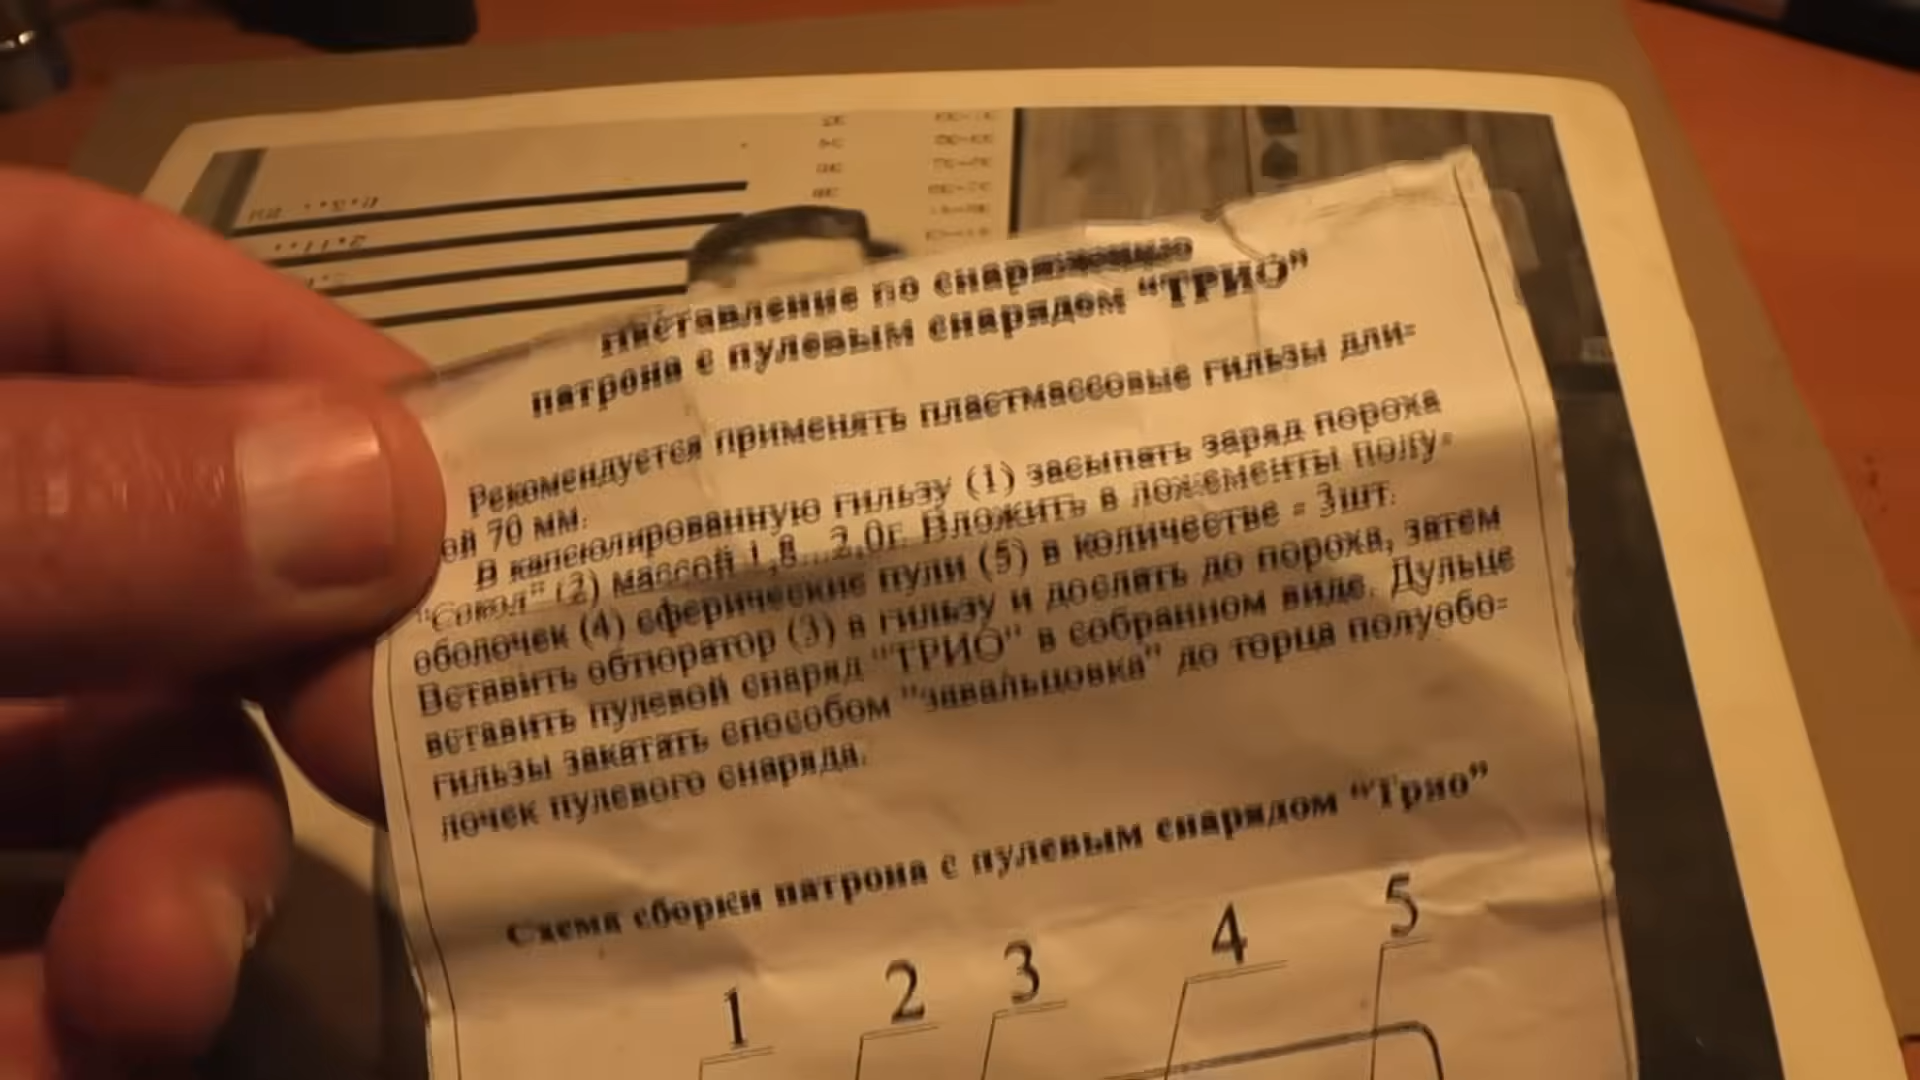 Наставление по снаряжению
патрона с пулевым снарядом "ТРИО"
Рекомендуется применять пластмассовые гильзы дли-
ой 70 мм.
В капсюлированную гильзу (1) засыпать заряд пороха
"Сокол" (2) массой 1,8...2,0г. Вложить в ложементы полу-
оболочек (4) сферические пули (5) в количестве - 3шт.
Вставить обтюратор (3) в гильзу и дослать до пороха, затем
вставить пулевой снаряд "ТРИО" в собранном виде. Дульце
гильзы закатать способом "завальцовка" до торца полуобо-
лочек пулевого снаряда.
Схема сборки патрона с пулевым снарядом "Трио"
1 2 3 4 5